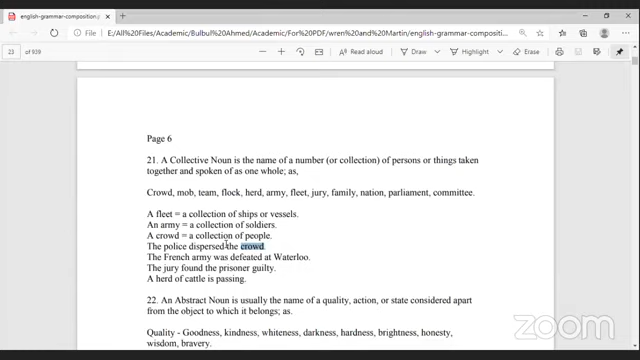 english-grammar-composition.p
E:/All%20Files/Academic/Bulbul%20Ahmed/Academic/For%20PDF/wren%20and%20Martin/english-grammar-composition...
23 of 939
Read aloud
Draw
Highlight
Erase
Page 6
21. A Collective Noun is the name of a number (or collection) of persons or things taken
together and spoken of as one whole; as,
Crowd, mob, team, flock, herd, army, fleet, jury, family, nation, parliament, committee.
A fleet = a collection of ships or vessels.
An army = a collection of soldiers.
A crowd = a collection of people.
The police dispersed the crowd.
The French army was defeated at Waterloo.
The jury found the prisoner guilty.
A herd of cattle is passing.
22. An Abstract Noun is usually the name of a quality, action, or state considered apart
from the object to which it belongs; as.
Quality - Goodness, kindness, whiteness, darkness, hardness, brightness, honesty,
wisdom, bravery.
zoom